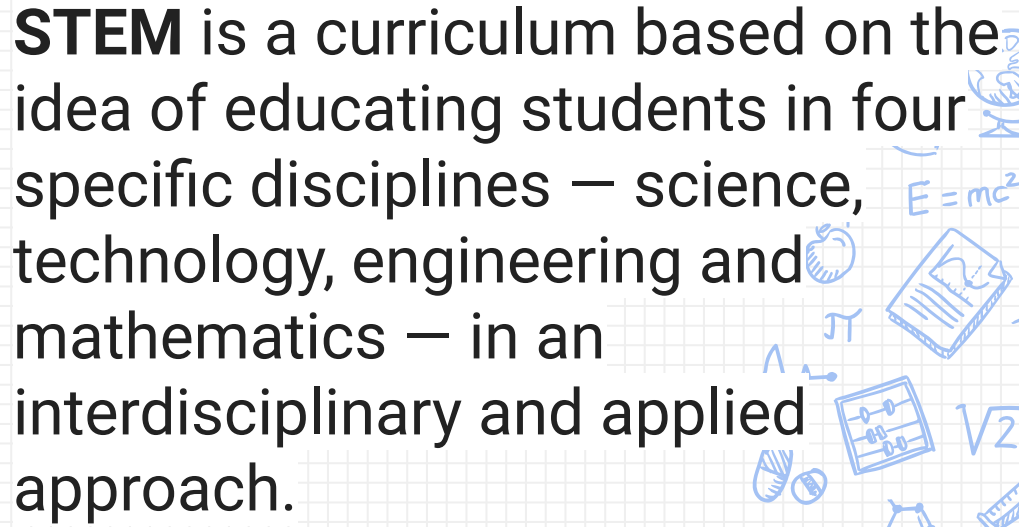 STEM is a curriculum based on the
idea of educating students in four
specific disciplines — science,
E = mc²
technology, engineering and
mathematics — in an
π
interdisciplinary and applied
√2
approach.